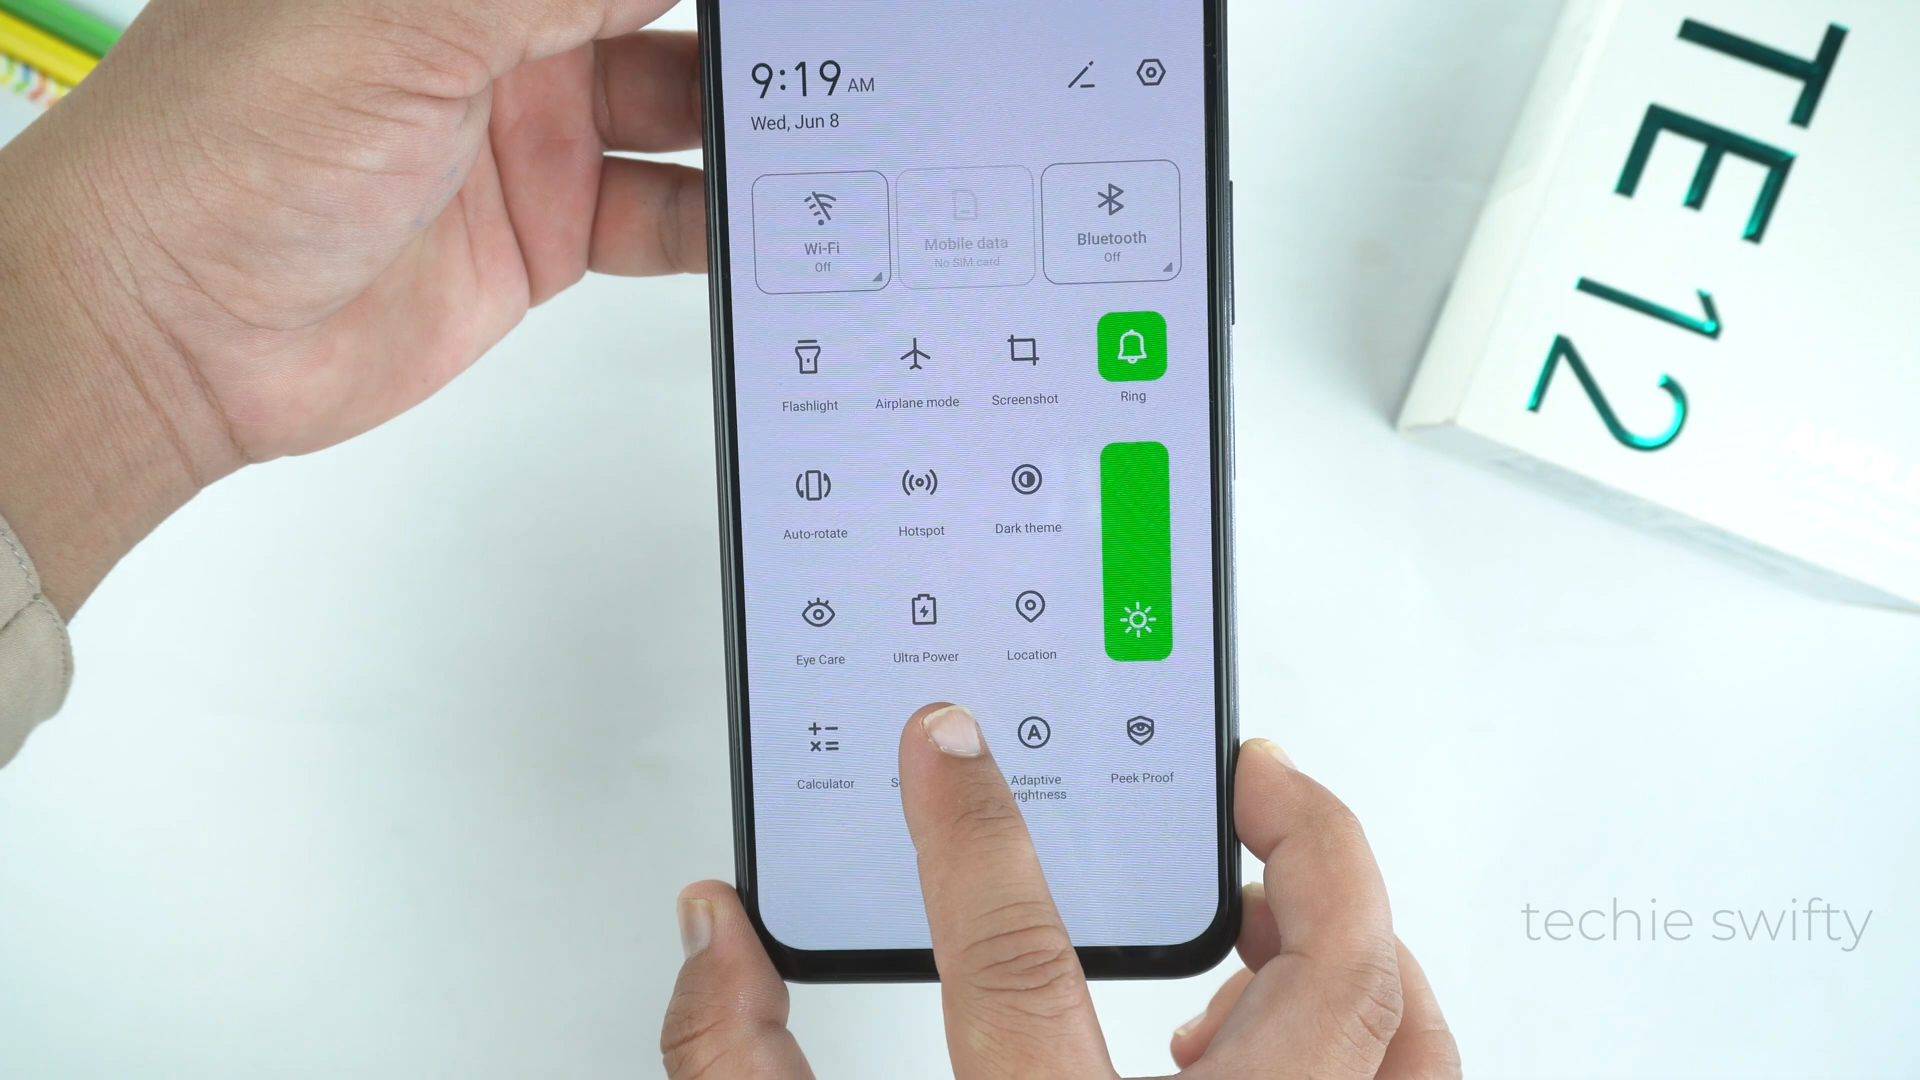 9:19 AM
Wed, Jun 8
Wi-Fi
Off
Mobile data
No SIM card
Bluetooth
Off
Flashlight
Airplane mode
Screenshot
Ring
Auto-rotate
Hotspot
Dark theme
Eye Care
Ultra Power
Location
Calculator
Adaptive
rightness
Peek Proof
TE 12
techie swifty